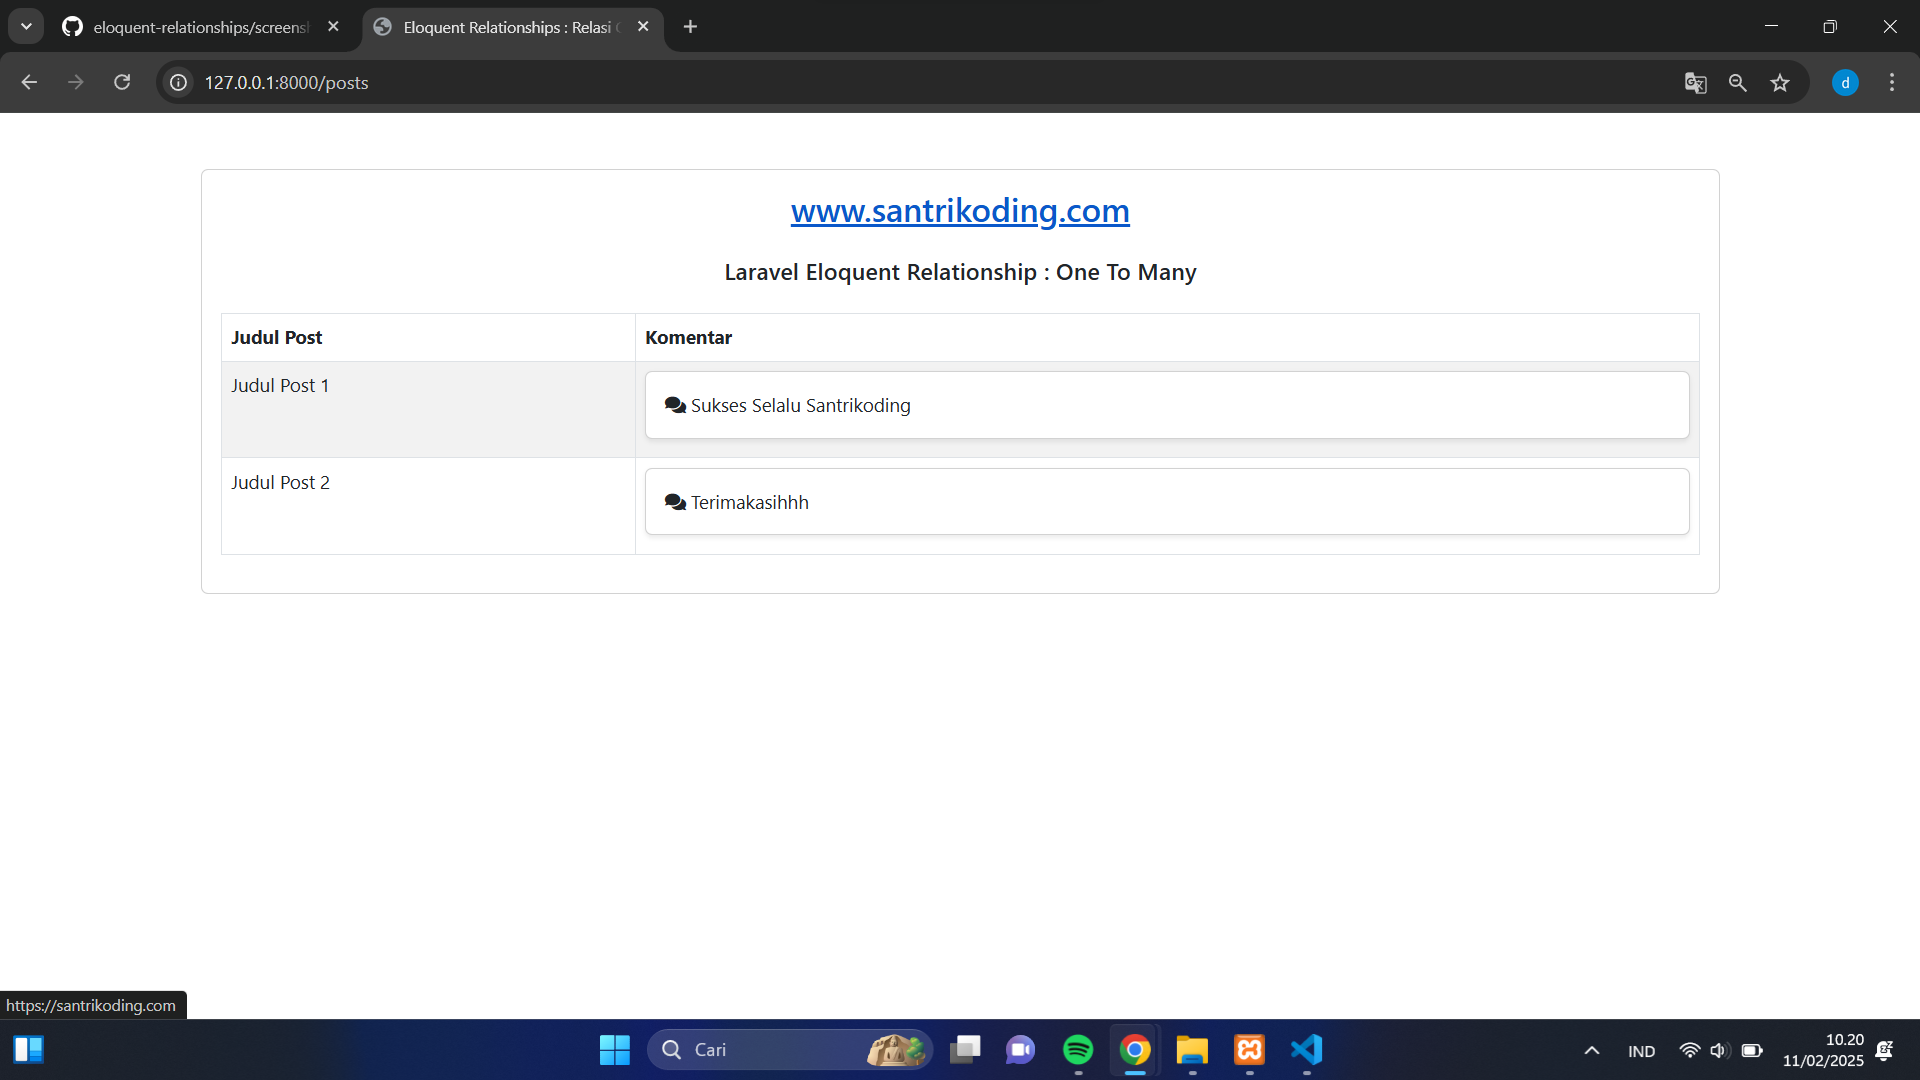 eloquent-relationships/screensh
Eloquent Relationships : Relasi
127.0.0.1:8000/posts
d
www.santrikoding.com
Laravel Eloquent Relationship : One To Many
Judul Post
Komentar
Judul Post 1
Sukses Selalu Santrikoding
Judul Post 2
Terimakasihhh
https://santrikoding.com
Cari
IND
10.20
11/02/2025